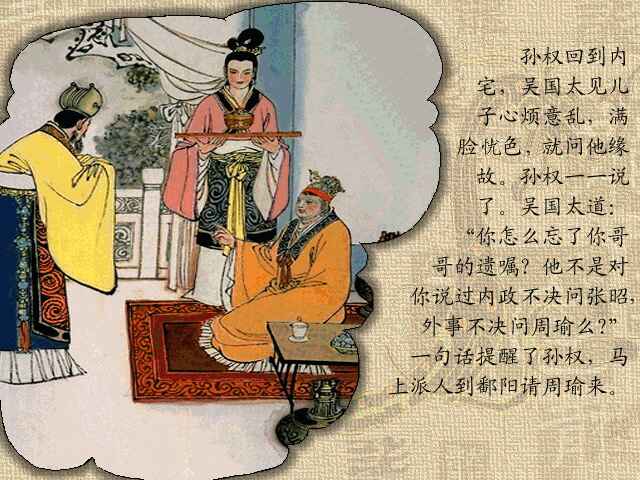 孙权回到内
宅，吴国太见儿
子心烦意乱，满
脸忧色，就问他缘
故。孙权一一说
了。吴国太道：
“你怎么忘了你哥
哥的遗嘱？他不是对
你说过内政不决问张昭，
外事不决问周瑜么？”
一句话提醒了孙权，马
上派人到鄱阳请周瑜来。